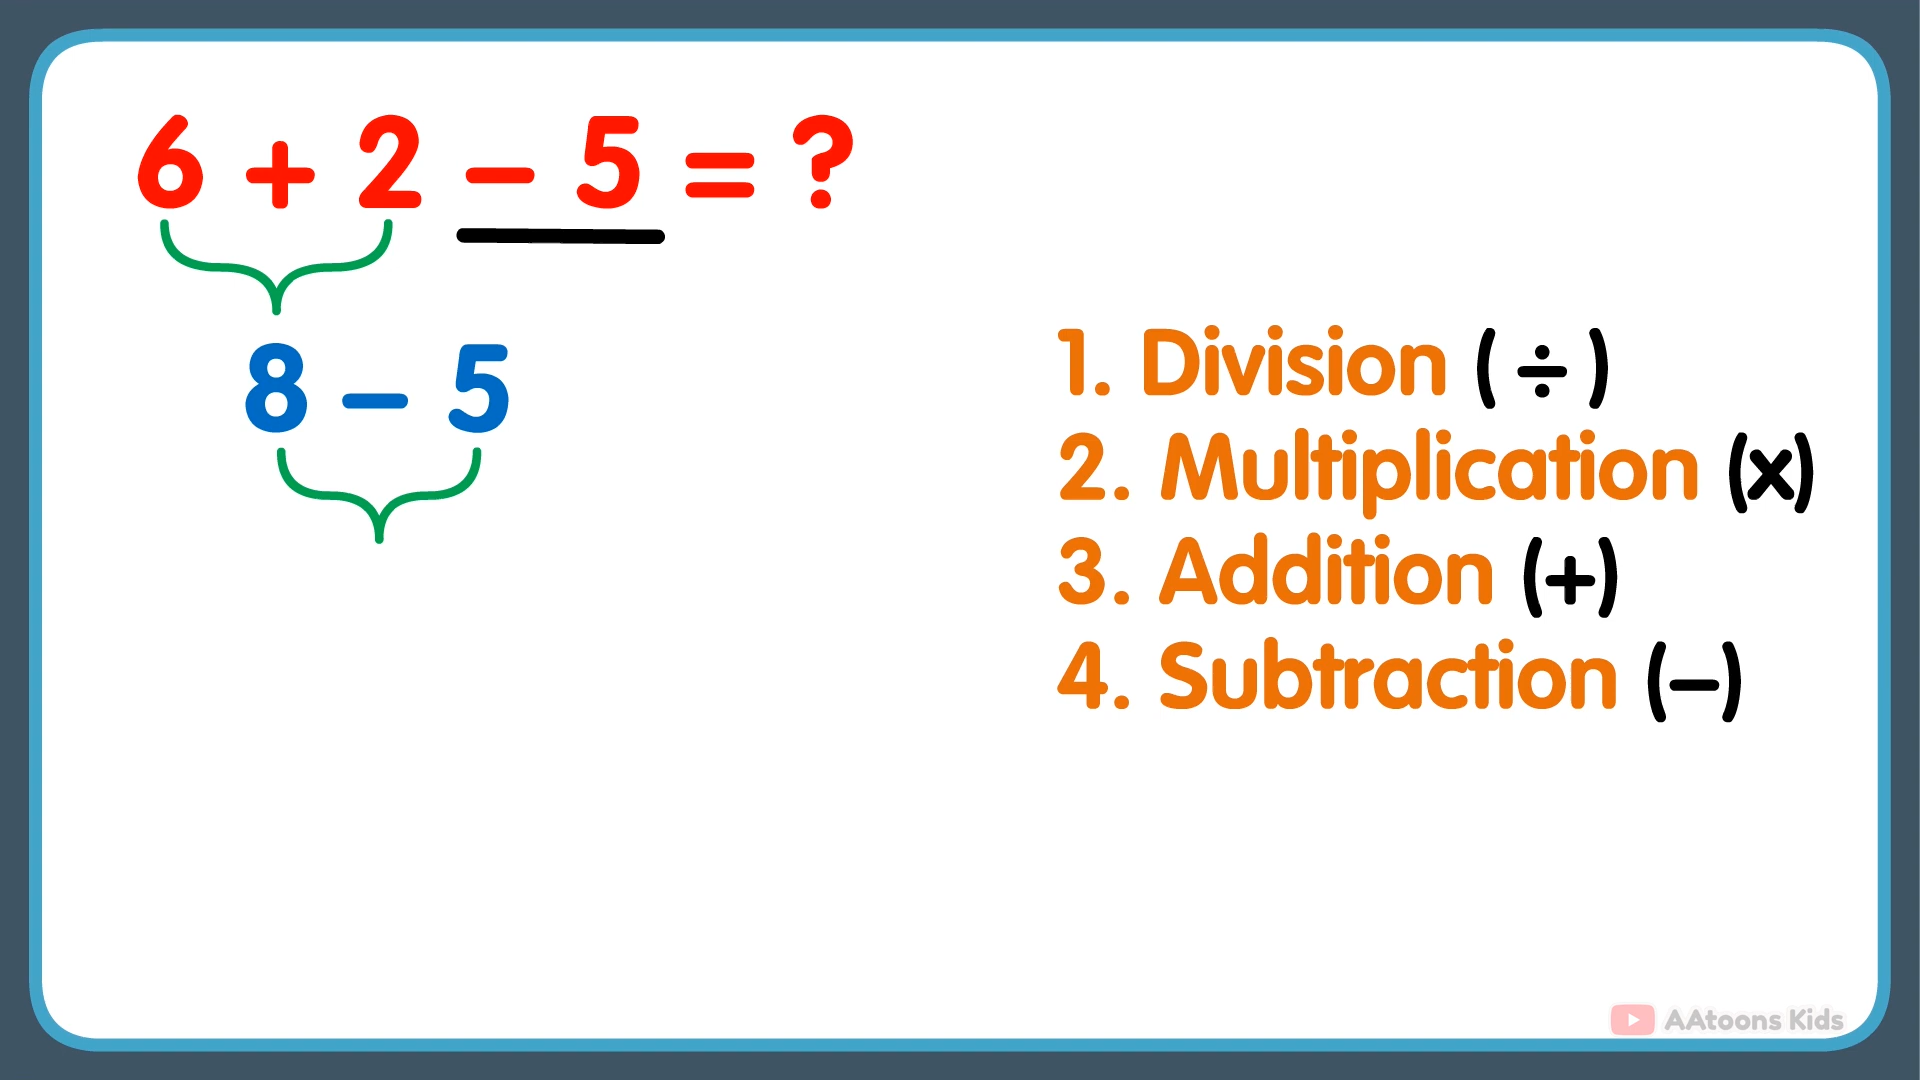 6 + 2 – 5 = ?
8 – 5
1. Division ( ÷ )
2. Multiplication (x)
3. Addition (+)
4. Subtraction (–)
AAtoons Kids